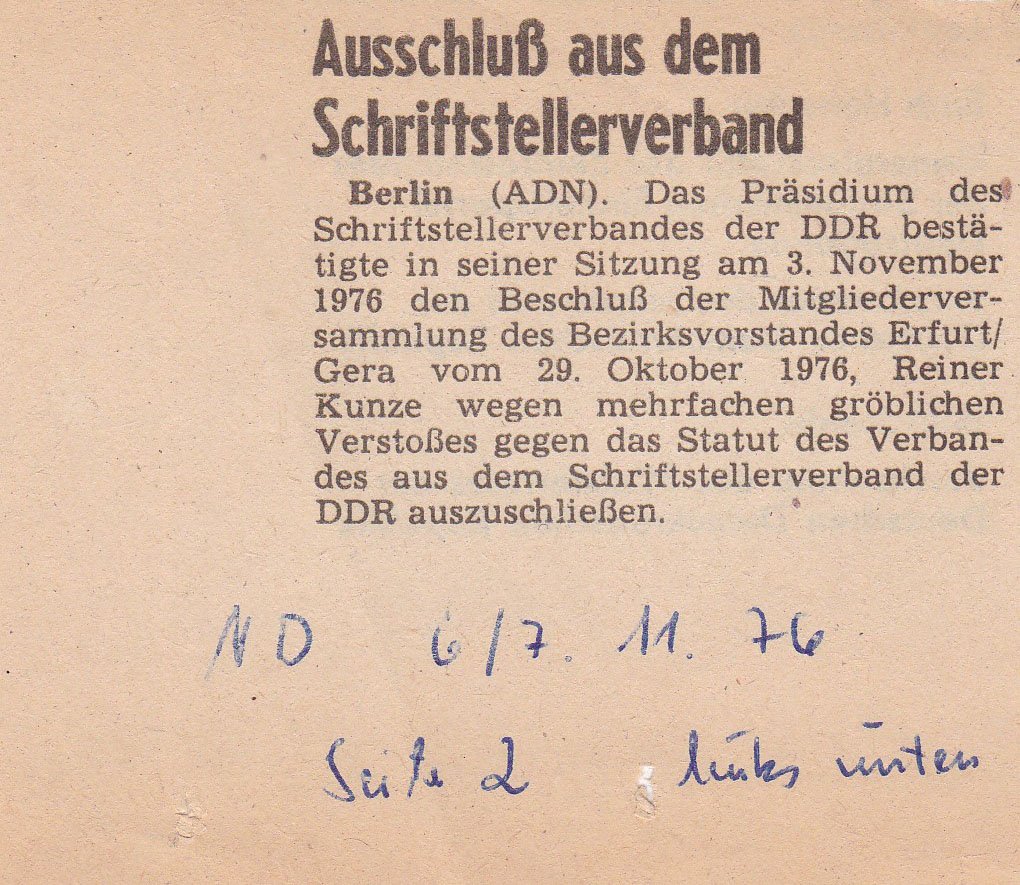 Ausschluß aus dem
Schriftstellerverband
Berlin (ADN). Das Präsidium des
Schriftstellerverbandes der DDR bestä-
tigte in seiner Sitzung am 3. November
1976 den Beschluß der Mitgliederver-
sammlung des Bezirksvorstandes Erfurt/
Gera vom 29. Oktober 1976, Reiner
Kunze wegen mehrfachen gröblichen
Verstoßes gegen das Statut des Verban-
des aus dem Schriftstellerverband der
DDR auszuschließen.
ND 6/7. 11. 76
Seite 2 links unten